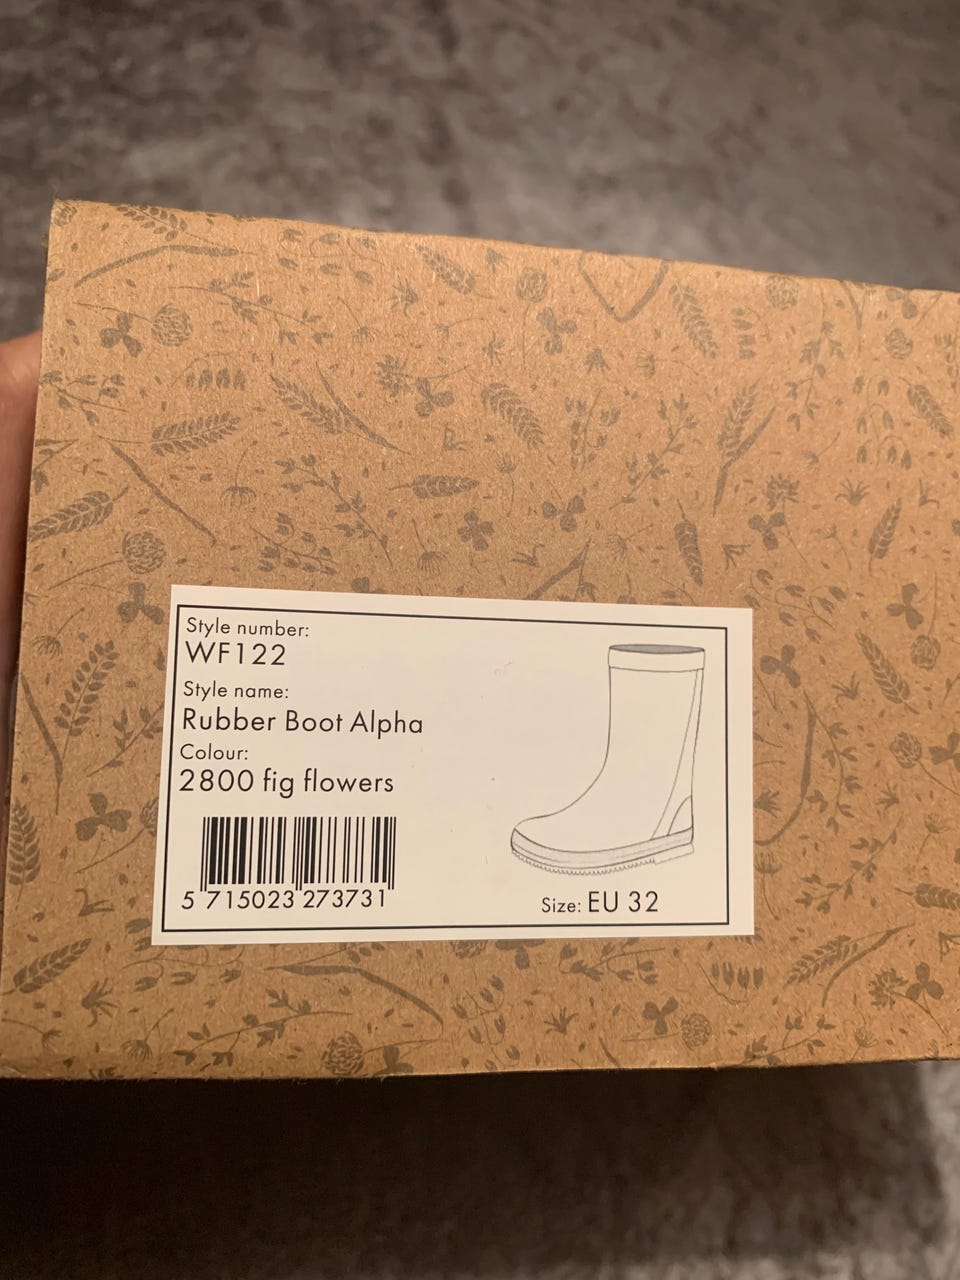 Style number:
WF122
Style name:
Rubber Boot Alpha
Colour:
2800 fig flowers
5 715023 273731
Size: EU 32